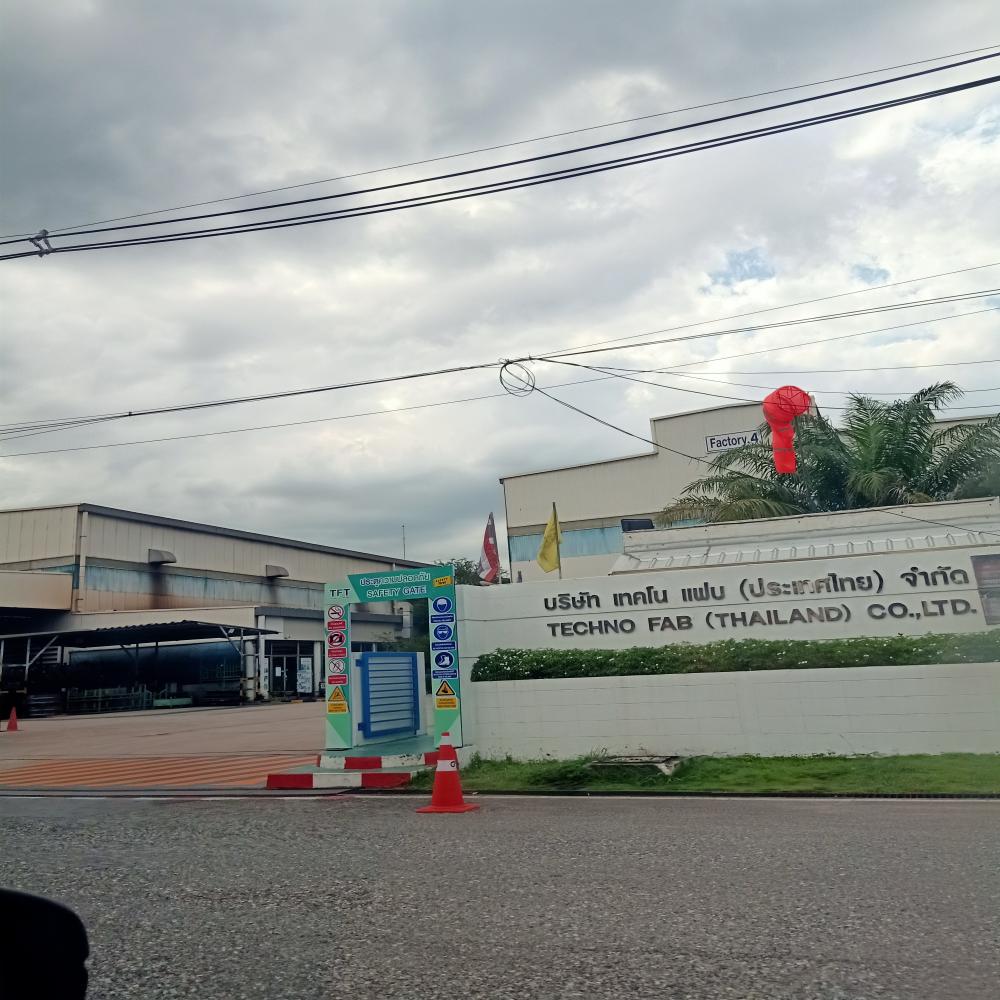 Factory.4
ประตูความปลอดภัย
TFT SAFETY GATE
บริษัท เทคโน แฟบ (ประเทศไทย) จำกัด
TECHNO FAB (THAILAND) CO.,LTD.